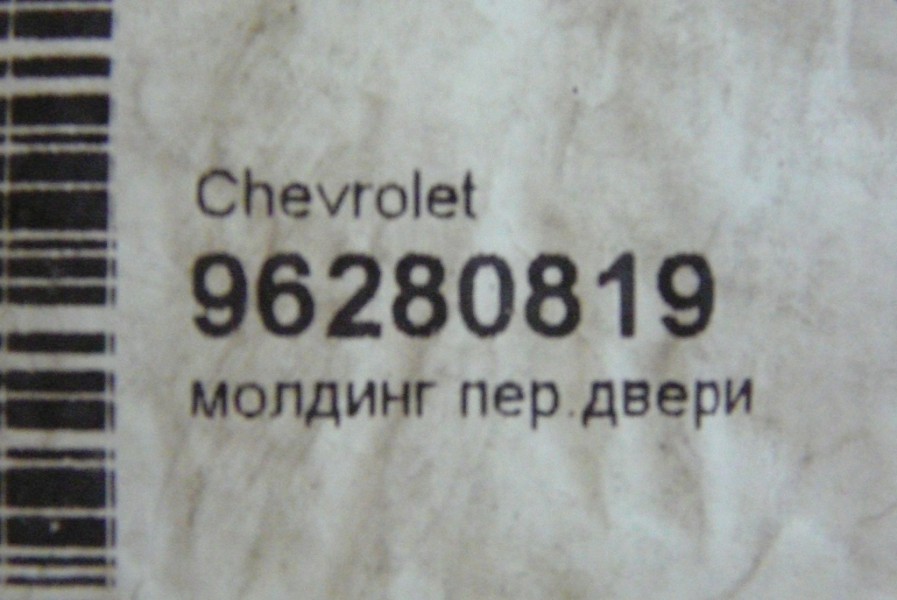 Chevrolet
96280819
молдинг пер.двери